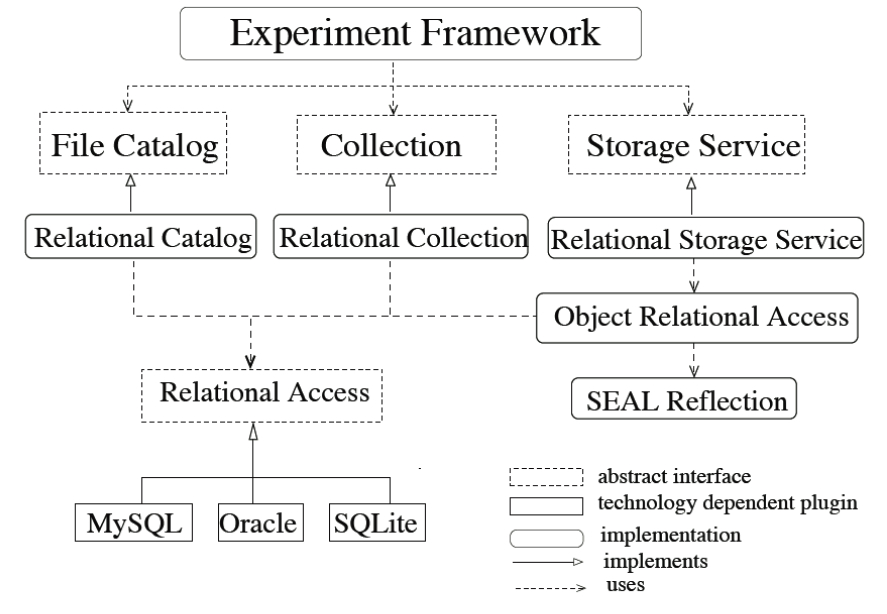 Experiment Framework
File Catalog
Collection
Storage Service
Relational Catalog
Relational Collection
Relational Storage Service
Object Relational Access
Relational Access
SEAL Reflection
MySQL
Oracle
SQLite
abstract interface
technology dependent plugin
implementation
implements
uses